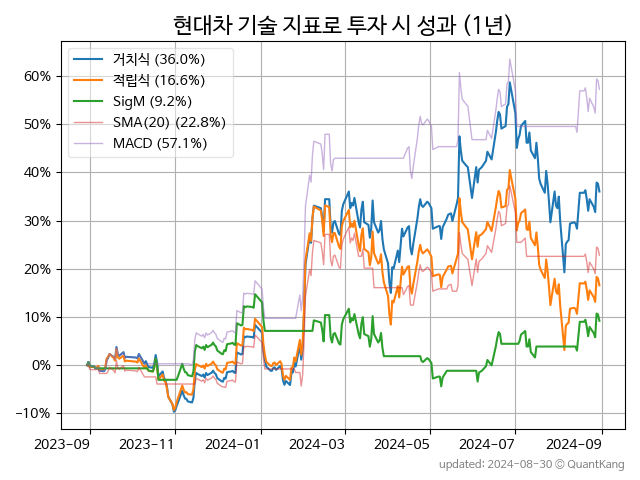 현대차 기술 지표로 투자 시 성과 (1년)
거치식 (36.0%)
적립식 (16.6%)
SigM (9.2%)
SMA(20) (22.8%)
MACD (57.1%)
60%
50%
40%
30%
20%
10%
0%
−10%
2023-09 2023-11 2024-01 2024-03 2024-05 2024-07 2024-09
updated: 2024-08-30 © QuantKang